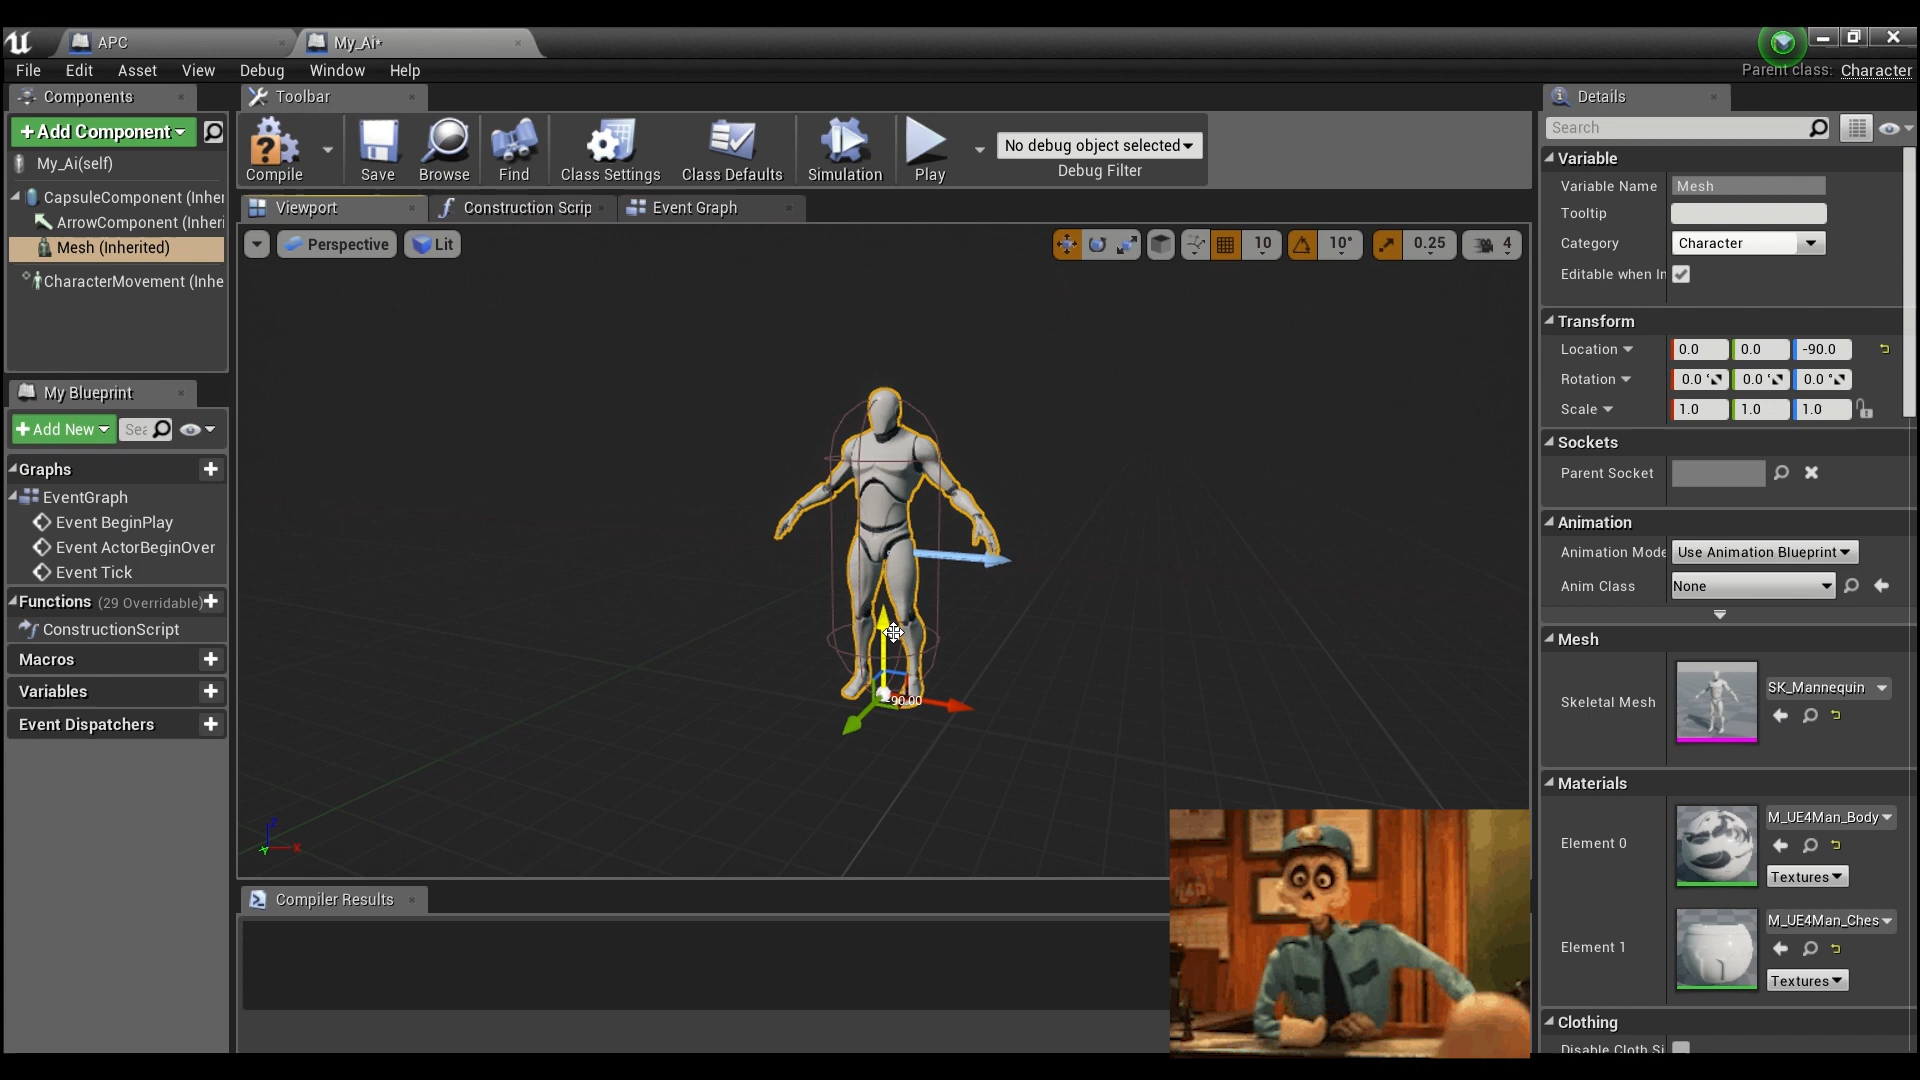 APC
My_Ai*
File Edit Asset View Debug Window Help
Parent class: Character
Components
Add Component
My_Ai(self)
CapsuleComponent (Inher
ArrowComponent (Inheri
Mesh (Inherited)
CharacterMovement (Inhe
My Blueprint
Add New
Sea
Graphs
EventGraph
Event BeginPlay
Event ActorBeginOver
Event Tick
Functions (29 Overridable)
ConstructionScript
Macros
Variables
Event Dispatchers
Toolbar
Compile
Save
Browse
Find
Class Settings
Class Defaults
Simulation
Play
No debug object selected
Debug Filter
Viewport
Construction Scrip
Event Graph
Perspective
Lit
10
10°
0.25
4
-90.00
Z
X
Y
Compiler Results
Details
Search
Variable
Variable Name Mesh
Tooltip
Category Character
Editable when In
Transform
Location 0.0 0.0 -90.0
Rotation 0.0 ° 0.0 ° 0.0 °
Scale 1.0 1.0 1.0
Sockets
Parent Socket
Animation
Animation Mode Use Animation Blueprint
Anim Class None
Mesh
Skeletal Mesh SK_Mannequin
Materials
Element 0 M_UE4Man_Body
Textures
Element 1 M_UE4Man_Ches
Textures
Clothing
Disable Cloth Si